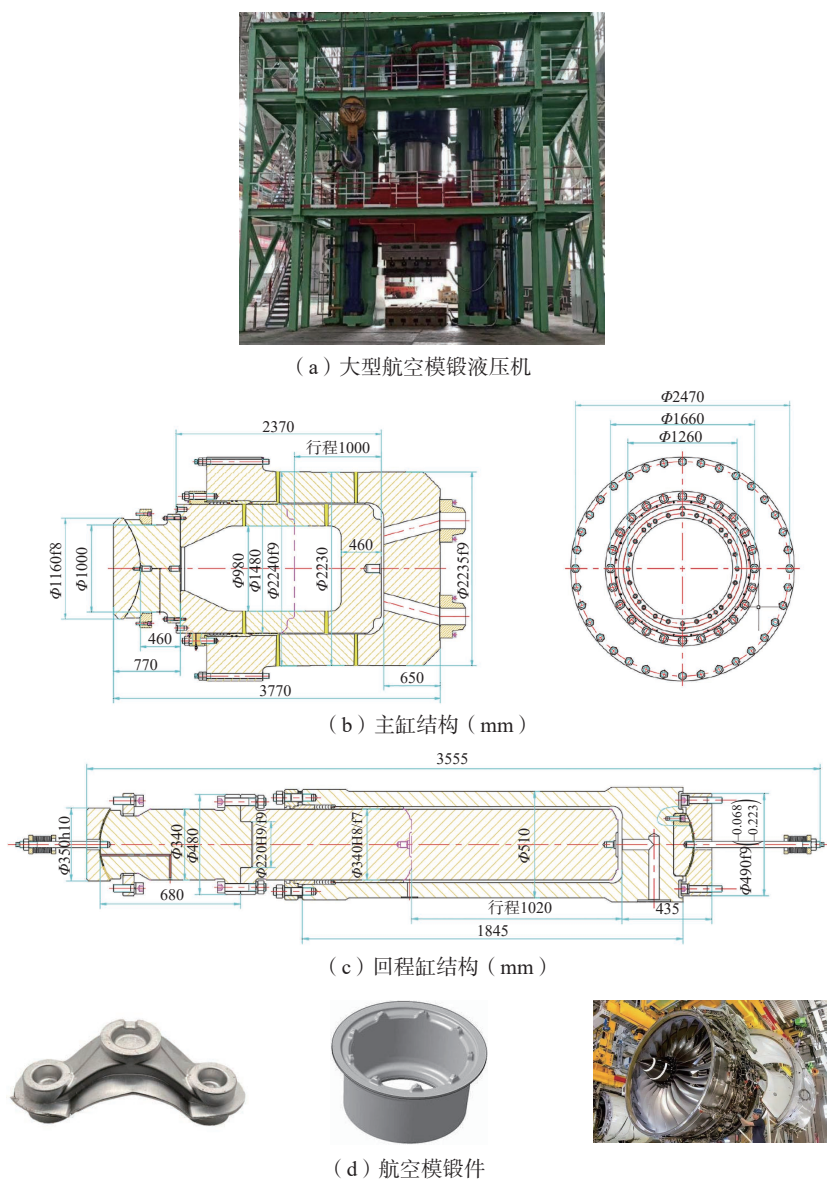 （a）大型航空模锻液压机
Φ2470
Φ1660
Φ1260
2370
行程1000
Φ1160f8
Φ1000
Φ980
Φ1480
Φ2240f9
Φ2230
460
Φ2235f9
460
770
650
3770
（b）主缸结构（mm）
3555
Φ350h10
Φ340
Φ480
Φ220H9/f9
Φ340H8/f7
Φ510
Φ490f9(-0.068 -0.223)
680
行程1020
435
1845
（c）回程缸结构（mm）
（d）航空模锻件